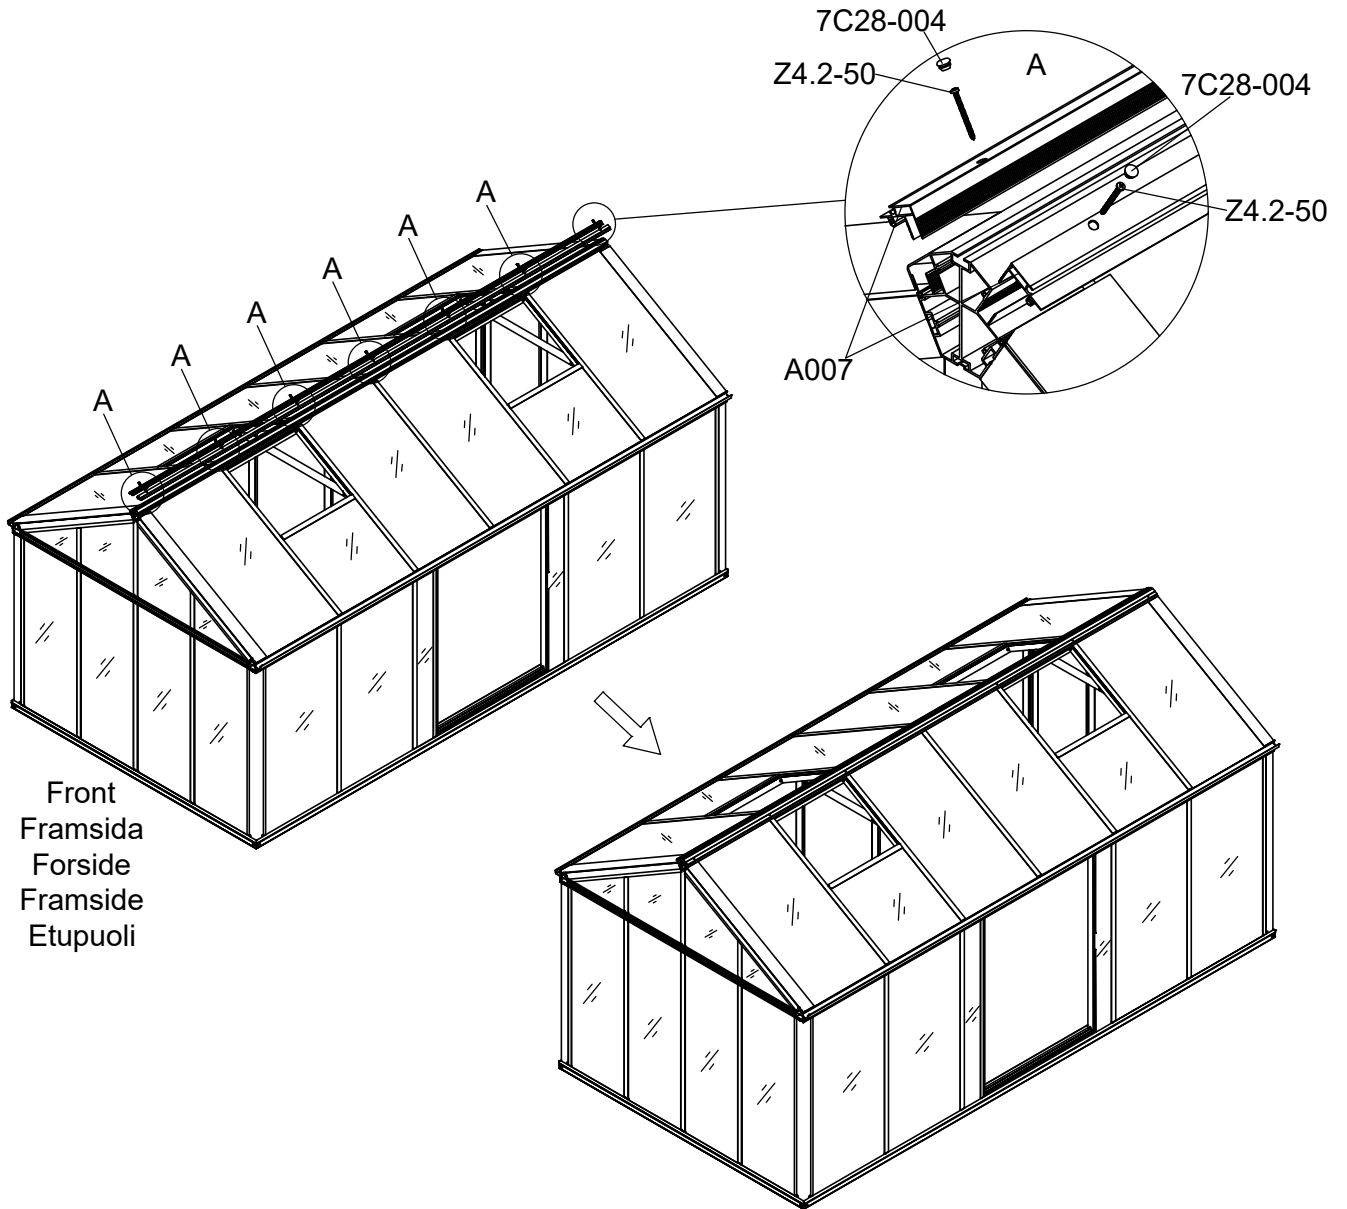 7C28-004
Z4.2-50
A
7C28-004
Z4.2-50
A007
A
A
A
A
A
A
Front
Framsida
Forside
Framside
Etupuoli